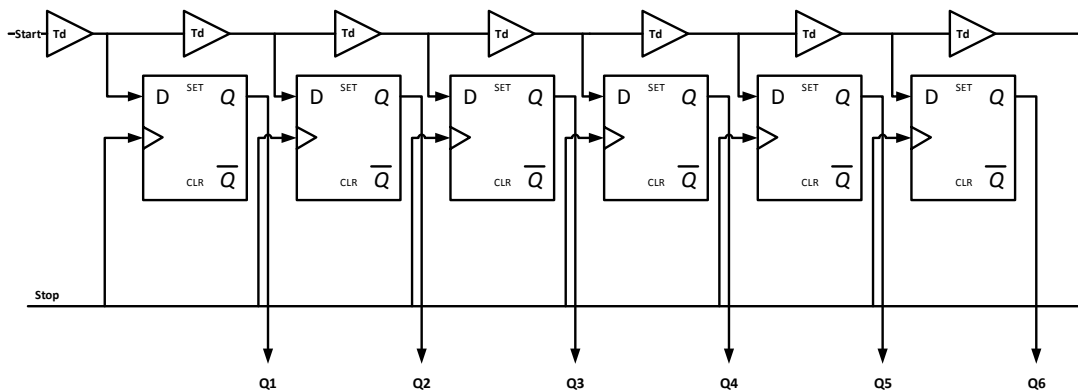 Start Td Td Td Td Td Td Td
SET SET SET SET SET SET
D Q D Q D Q D Q D Q D Q
Q Q Q Q Q Q
CLR CLR CLR CLR CLR CLR
Stop
Q1 Q2 Q3 Q4 Q5 Q6